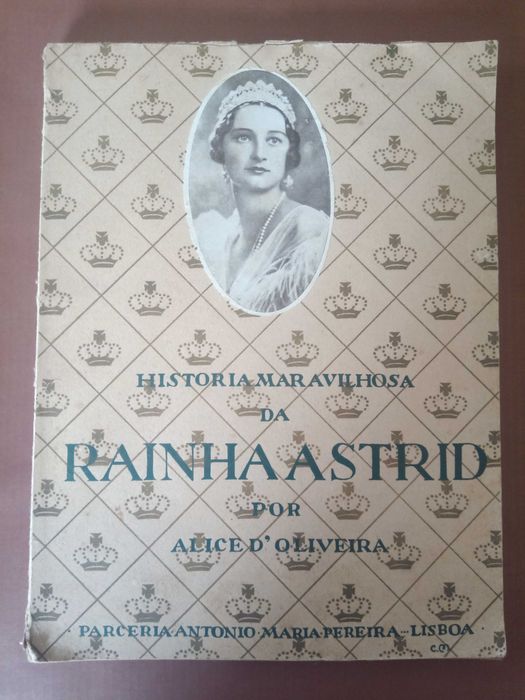 HISTORIA MARAVILHOSA
DA
RAINHA ASTRID
POR
ALICE D'OLIVEIRA
· PARCERIA · ANTONIO · MARIA · PEREIRA - LISBOA ·